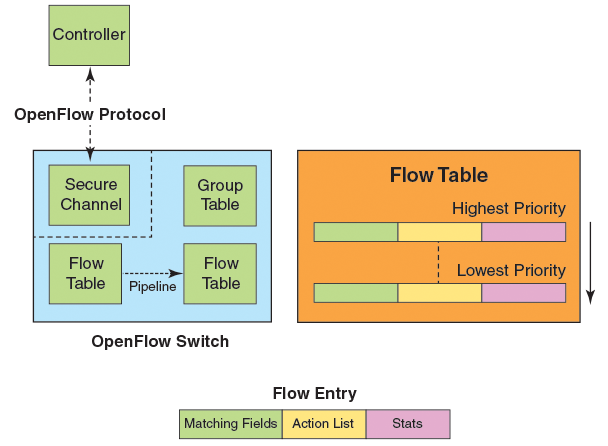 Controller
OpenFlow Protocol
Secure
Channel
Group
Table
Flow
Table
Pipeline
Flow
Table
OpenFlow Switch
Flow Table
Highest Priority
Lowest Priority
Flow Entry
Matching Fields
Action List
Stats